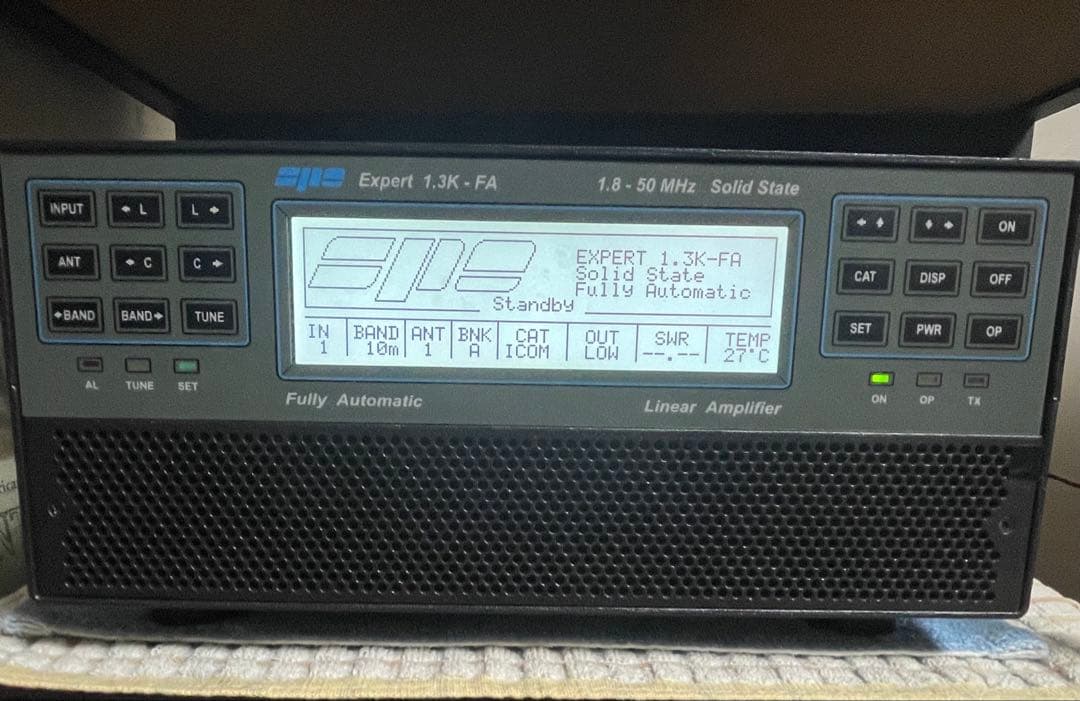 spe Expert 1.3K - FA 1.8 - 50 MHz Solid State
INPUT ← L L →
ANT ← C C →
←BAND BAND→ TUNE
AL TUNE SET
spe
EXPERT 1.3K-FA
Solid State
Fully Automatic
Standby
IN BAND ANT BNK CAT OUT SWR TEMP
1 10m 1 A ICOM LOW --.-- 27°C
ON
CAT DISP OFF
SET PWR OP
ON OP TX
Fully Automatic Linear Amplifier